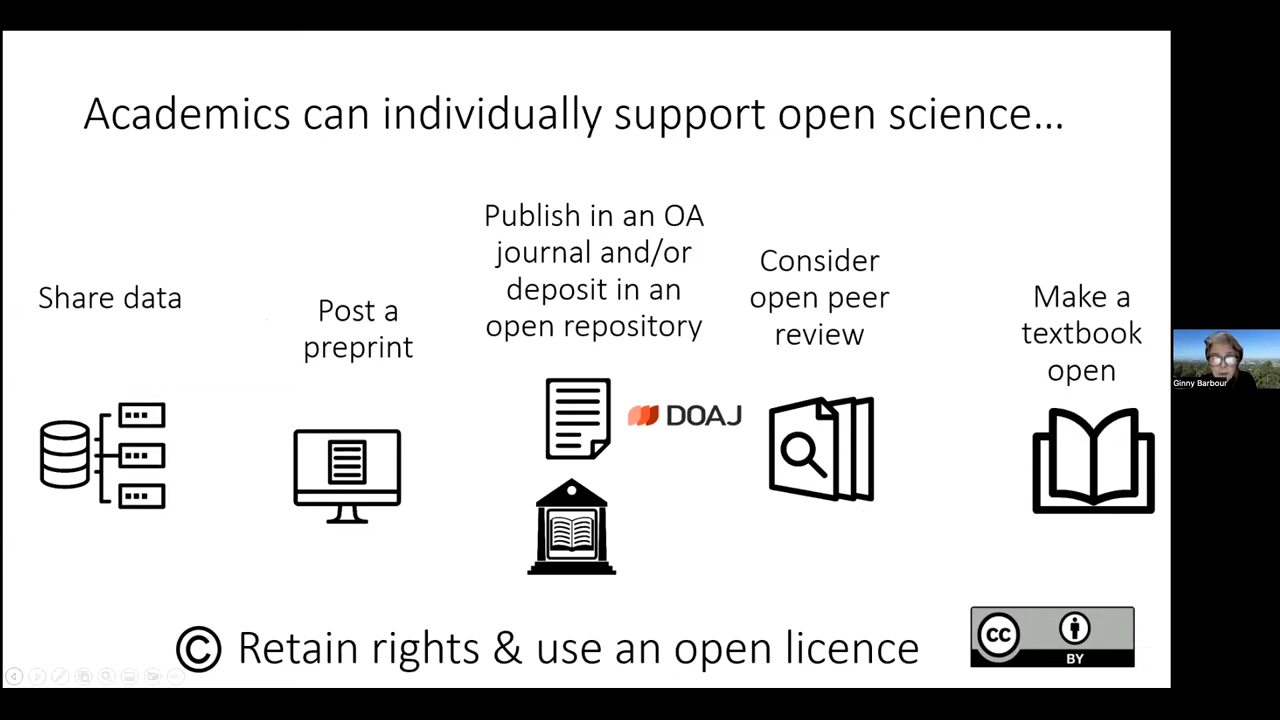 Academics can individually support open science…
Share data
Post a
preprint
Publish in an OA
journal and/or
deposit in an
open repository
DOAJ
Consider
open peer
review
Make a
textbook
open
Ginny Barbour
© Retain rights & use an open licence
cc
BY